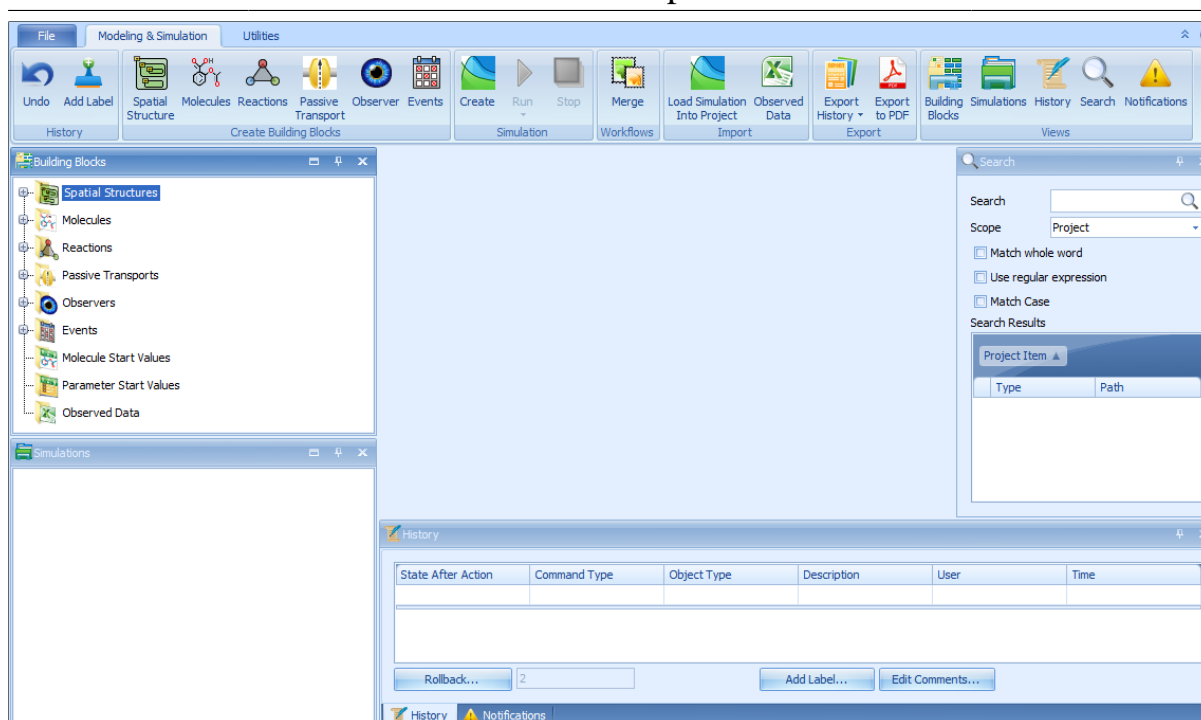 File Modeling & Simulation Utilities
Undo Add Label Spatial Structure Molecules Reactions Passive Transport Observer Events Create Run Stop Merge Load Simulation Into Project Observed Data Export History Export to PDF Building Blocks Simulations History Search Notifications
History Create Building Blocks Simulation Workflows Import Export Views
Building Blocks
Spatial Structures
Molecules
Reactions
Passive Transports
Observers
Events
Molecule Start Values
Parameter Start Values
Observed Data
Simulations
Search
Search
Scope Project
Match whole word
Use regular expression
Match Case
Search Results
Project Item
Type Path
History
State After Action Command Type Object Type Description User Time
Rollback... 2 Add Label... Edit Comments...
History Notifications